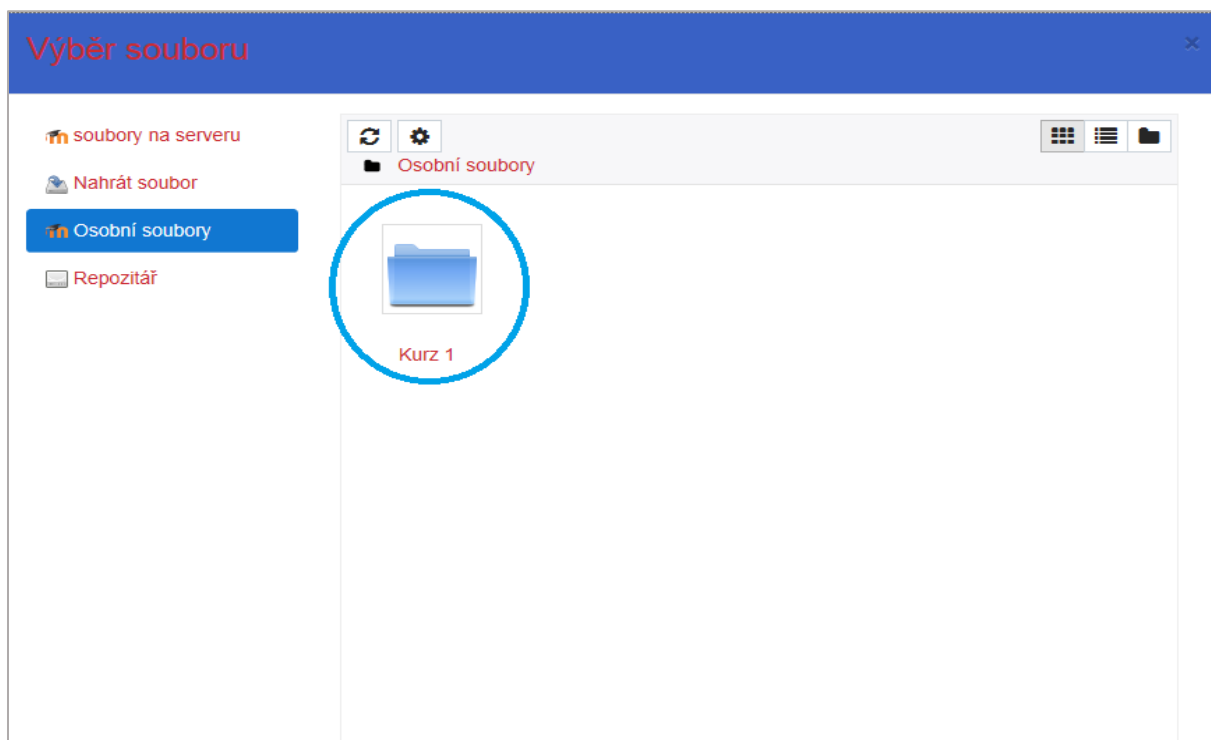 Výběr souboru
soubory na serveru
Nahrát soubor
Osobní soubory
Repozitář
Osobní soubory
Kurz 1